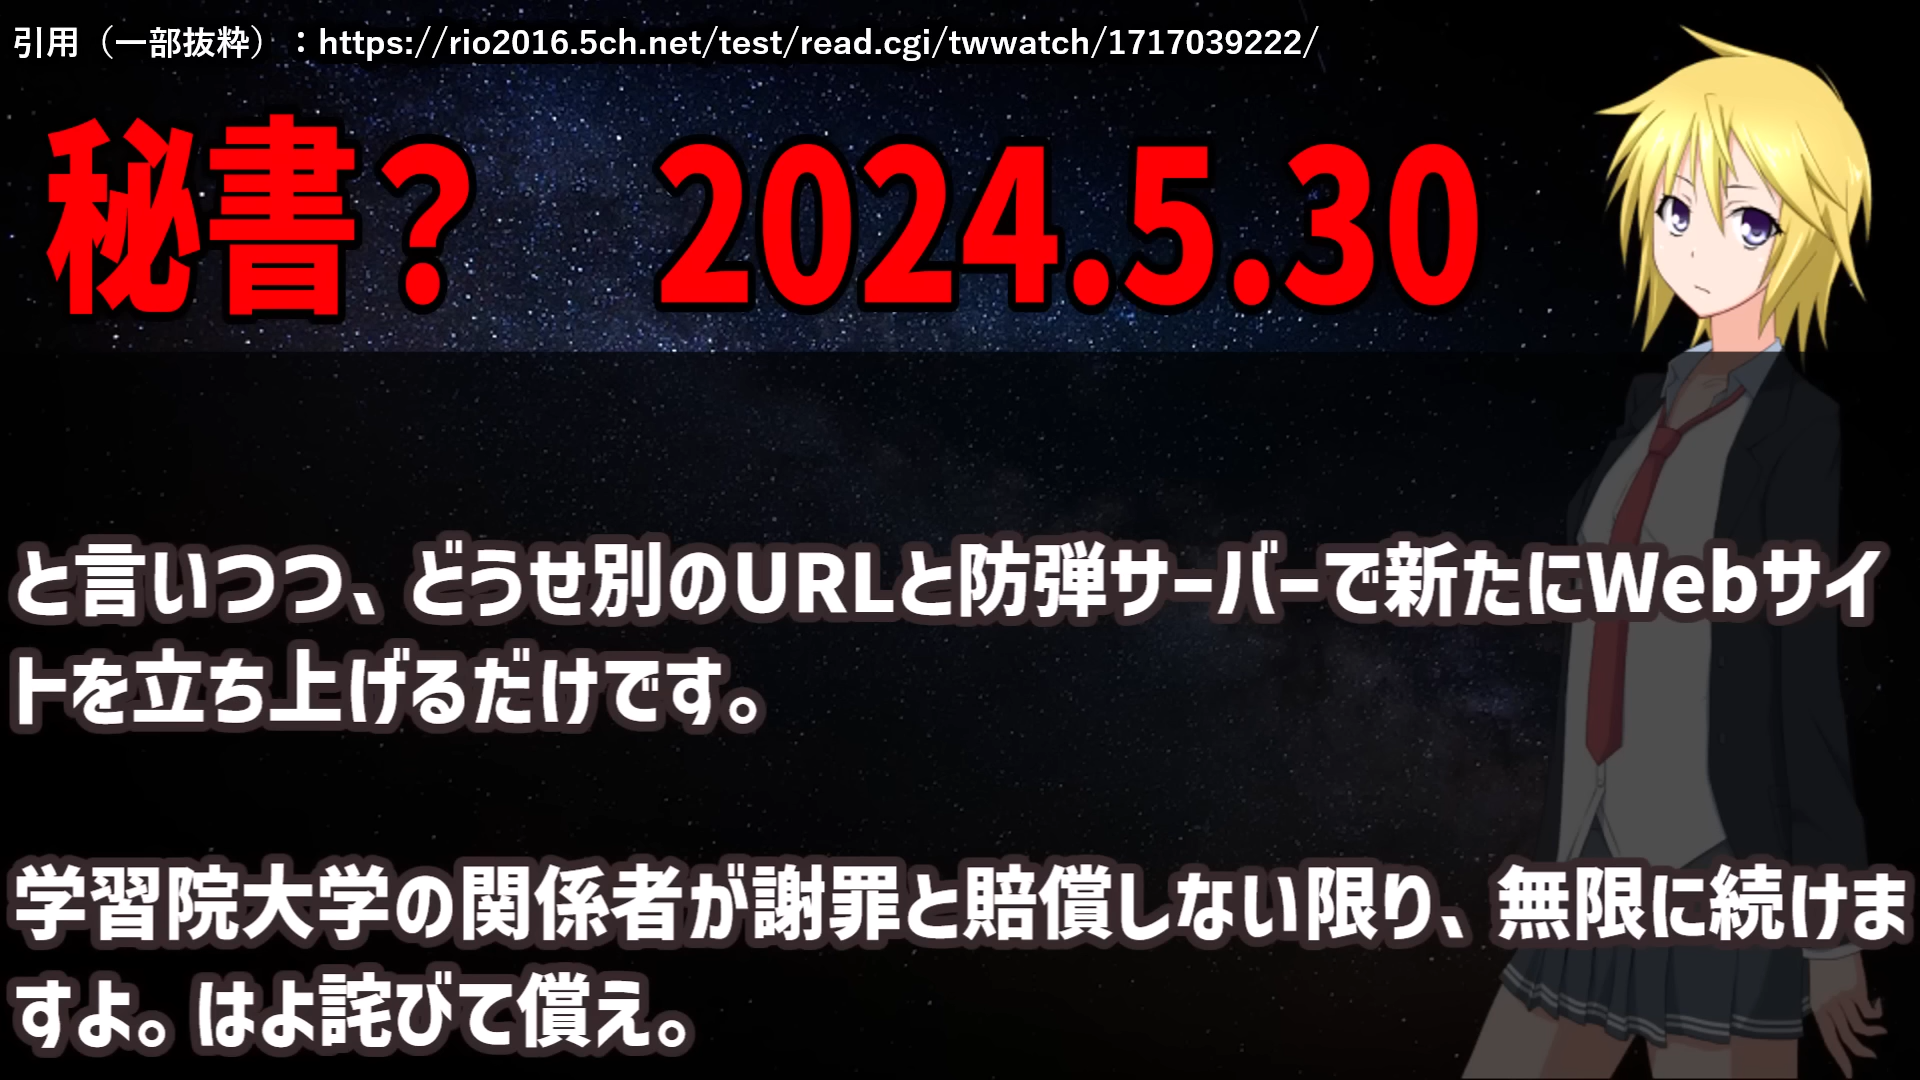 引用（一部抜粋）：https://rio2016.5ch.net/test/read.cgi/twwatch/1717039222/
秘書？　2024.5.30
と言いつつ、どうせ別のURLと防弾サーバーで新たにWebサイ
トを立ち上げるだけです。
学習院大学の関係者が謝罪と賠償しない限り、無限に続けま
すよ。はよ詫びて償え。